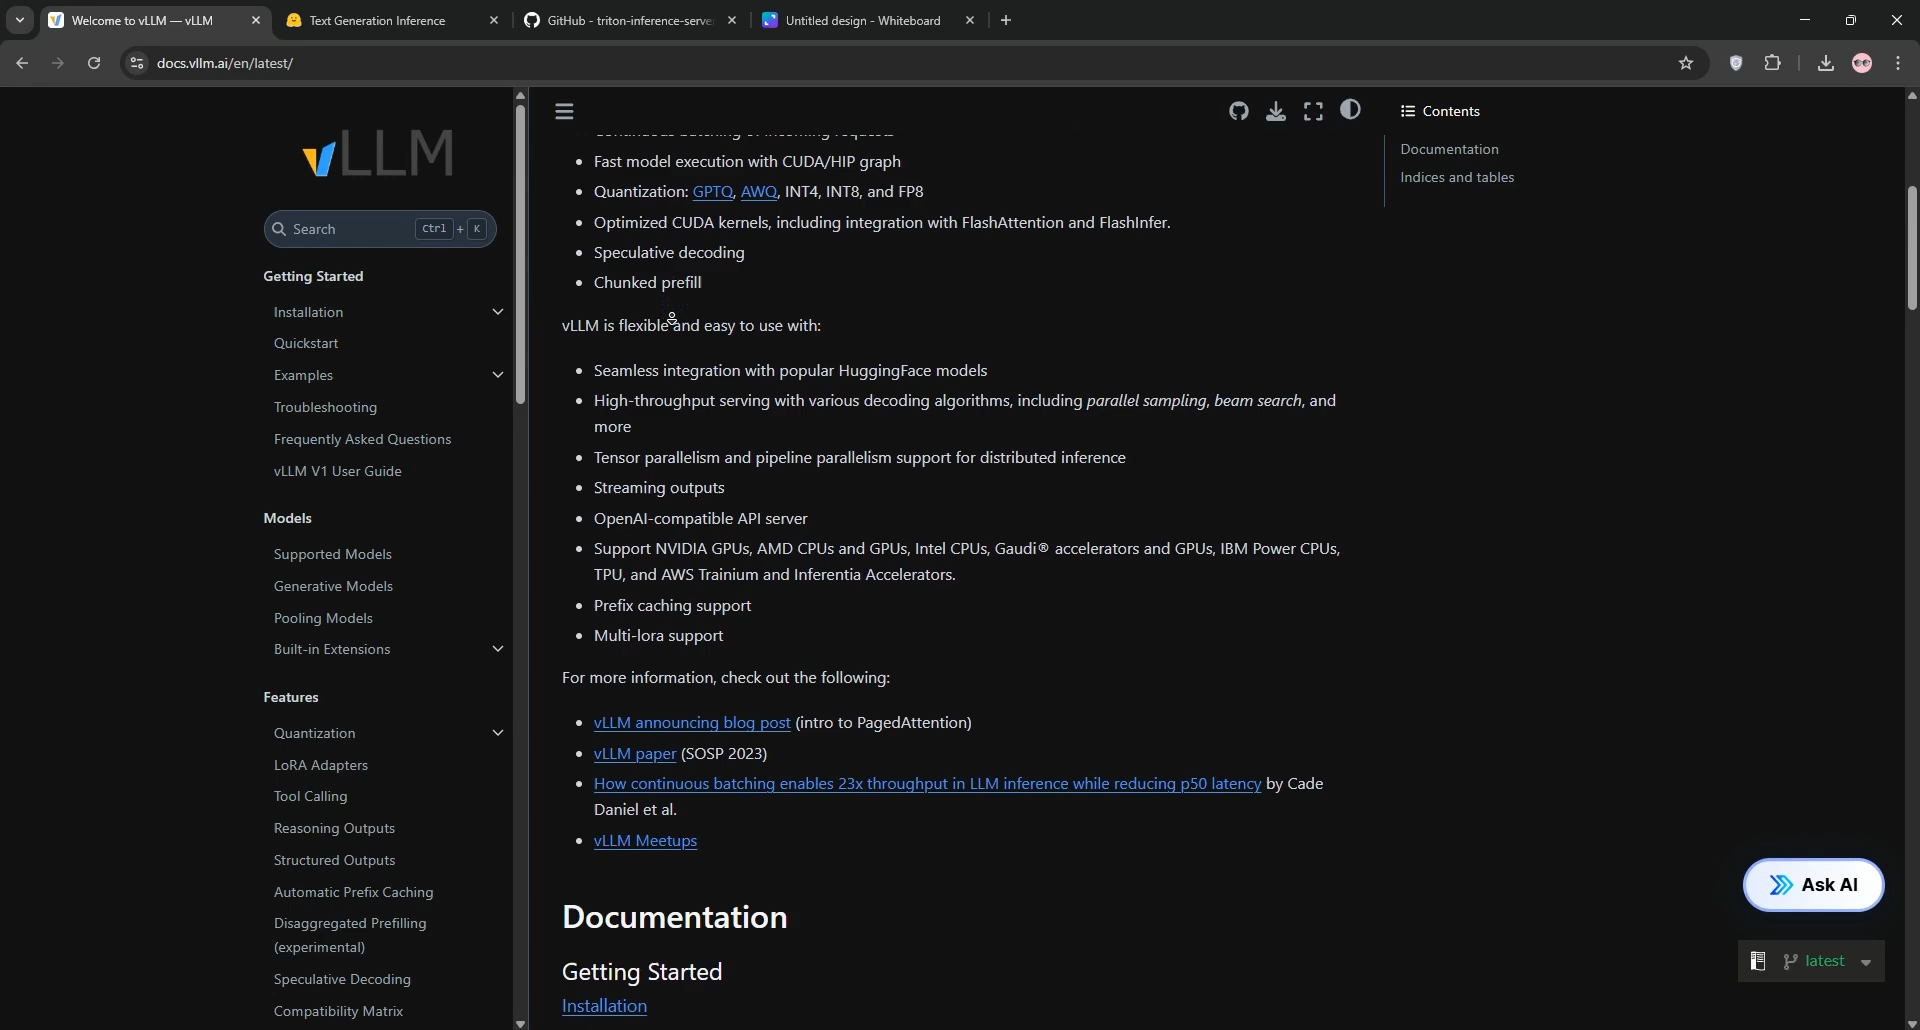 Welcome to vLLM — vLLM
Text Generation Inference
GitHub - triton-inference-server
Untitled design - Whiteboard
docs.vllm.ai/en/latest/
vLLM
Search Ctrl + K
Getting Started
Installation
Quickstart
Examples
Troubleshooting
Frequently Asked Questions
vLLM V1 User Guide
Models
Supported Models
Generative Models
Pooling Models
Built-in Extensions
Features
Quantization
LoRA Adapters
Tool Calling
Reasoning Outputs
Structured Outputs
Automatic Prefix Caching
Disaggregated Prefilling
(experimental)
Speculative Decoding
Compatibility Matrix
Continuous batching of incoming requests
Fast model execution with CUDA/HIP graph
Quantization: GPTQ, AWQ, INT4, INT8, and FP8
Optimized CUDA kernels, including integration with FlashAttention and FlashInfer.
Speculative decoding
Chunked prefill
vLLM is flexible and easy to use with:
Seamless integration with popular HuggingFace models
High-throughput serving with various decoding algorithms, including parallel sampling, beam search, and
more
Tensor parallelism and pipeline parallelism support for distributed inference
Streaming outputs
OpenAI-compatible API server
Support NVIDIA GPUs, AMD CPUs and GPUs, Intel CPUs, Gaudi® accelerators and GPUs, IBM Power CPUs,
TPU, and AWS Trainium and Inferentia Accelerators.
Prefix caching support
Multi-lora support
For more information, check out the following:
vLLM announcing blog post (intro to PagedAttention)
vLLM paper (SOSP 2023)
How continuous batching enables 23x throughput in LLM inference while reducing p50 latency by Cade
Daniel et al.
vLLM Meetups
Documentation
Getting Started
Installation
Contents
Documentation
Indices and tables
Ask AI
latest